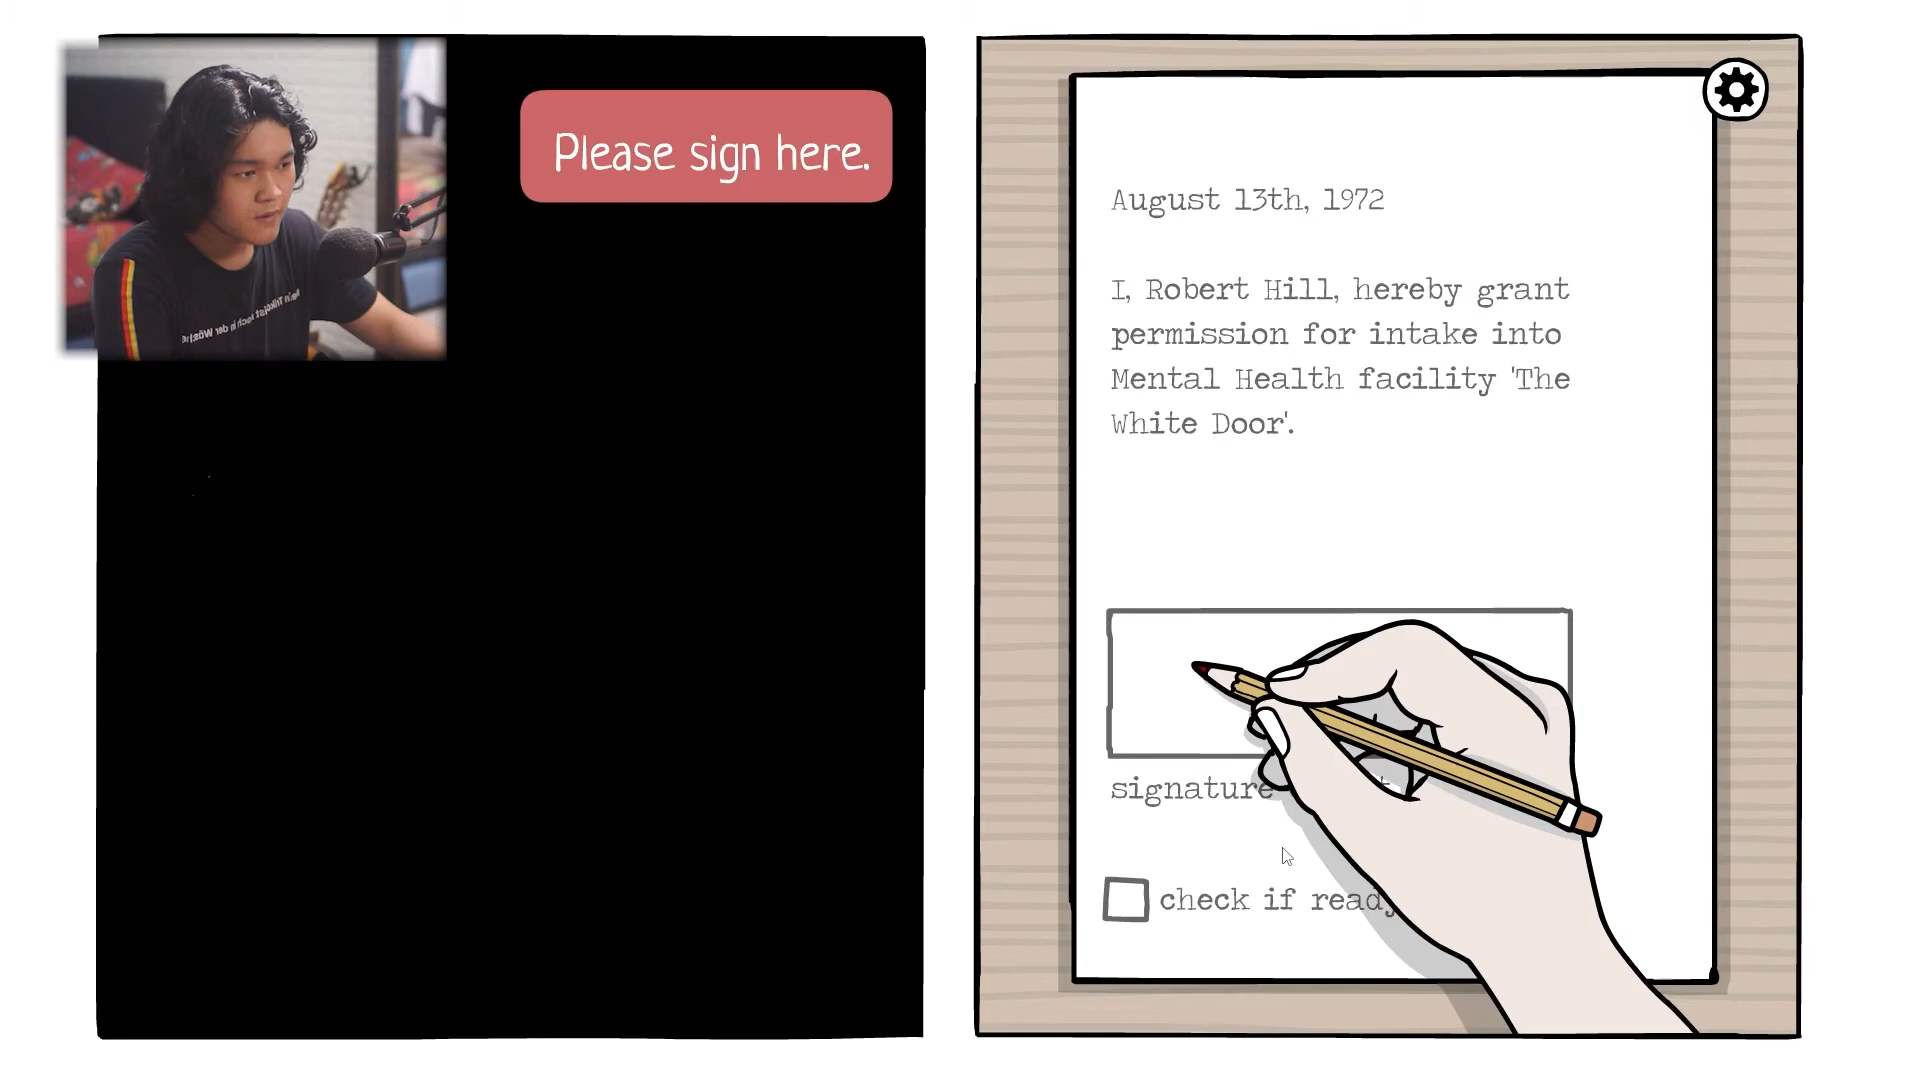 Please sign here.
August 13th, 1972
I, Robert Hill, hereby grant
permission for intake into
Mental Health facility 'The
White Door'.
signature
check if ready